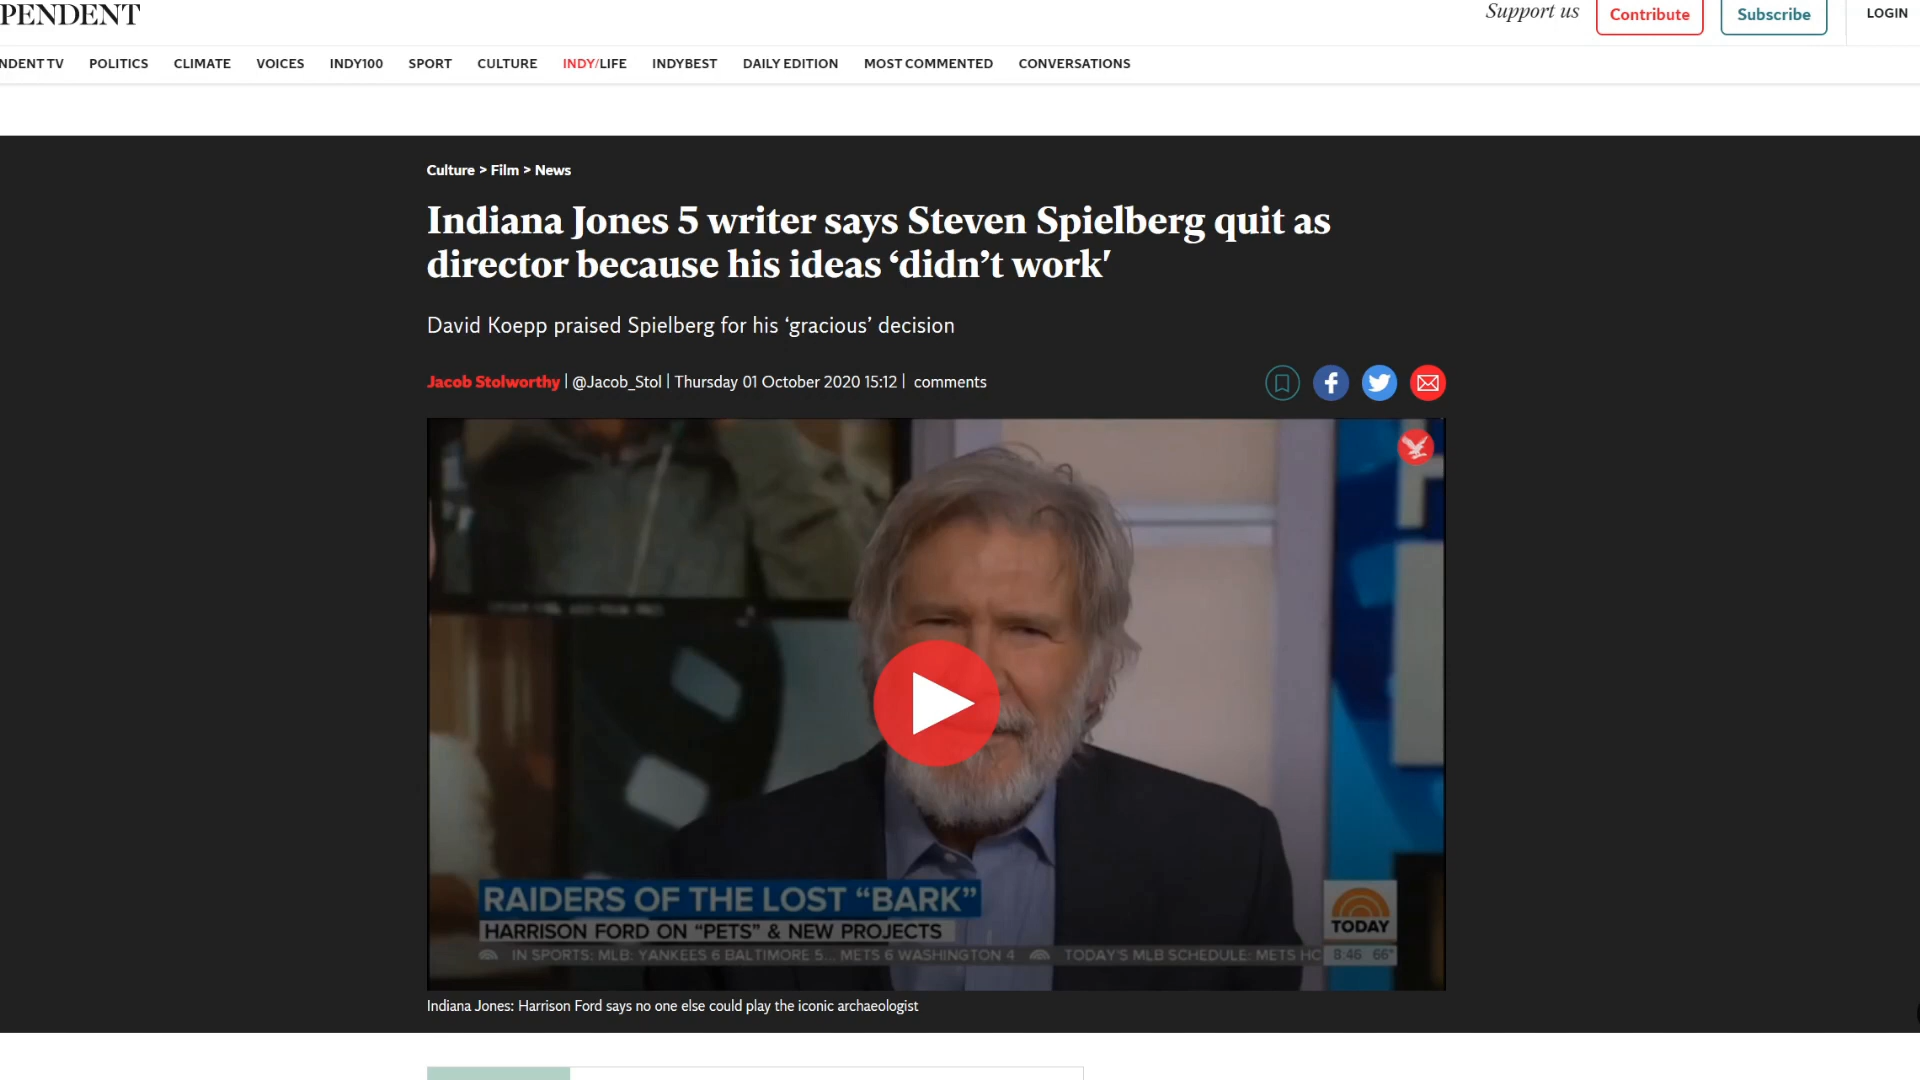 PENDENT
Support us
Contribute
Subscribe
LOGIN
NDENT TV POLITICS CLIMATE VOICES INDY100 SPORT CULTURE INDY/LIFE INDYBEST DAILY EDITION MOST COMMENTED CONVERSATIONS
Culture > Film > News
Indiana Jones 5 writer says Steven Spielberg quit as
director because his ideas ‘didn’t work'
David Koepp praised Spielberg for his ‘gracious’ decision
Jacob Stolworthy | @Jacob_Stol | Thursday 01 October 2020 15:12 | comments
RAIDERS OF THE LOST “BARK”
HARRISON FORD ON “PETS” & NEW PROJECTS
TODAY
IN SPORTS: MLB: YANKEES 6 BALTIMORE 5... METS 6 WASHINGTON 4 TODAY'S MLB SCHEDULE: METS HO 8:46 66°
Indiana Jones: Harrison Ford says no one else could play the iconic archaeologist